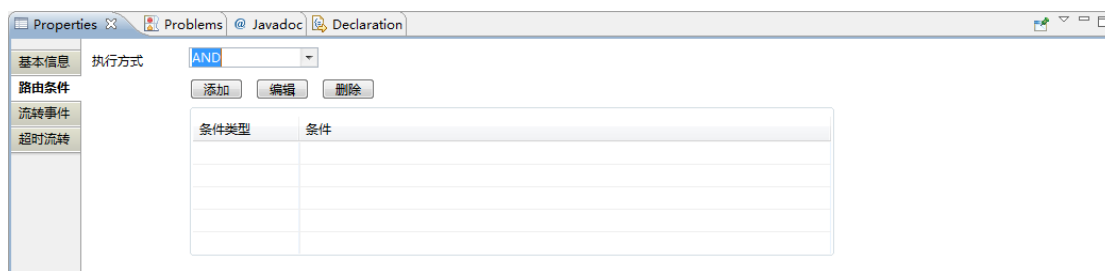 Properties Problems @ Javadoc Declaration
基本信息 执行方式 AND
路由条件 添加 编辑 删除
流转事件
条件类型 条件
超时流转